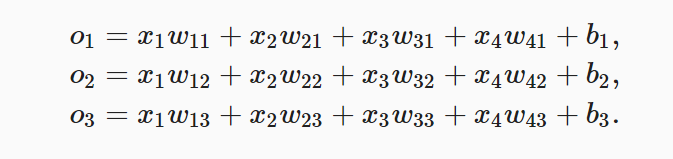 o₁ = x₁w₁₁ + x₂w₂₁ + x₃w₃₁ + x₄w₄₁ + b₁,
o₂ = x₁w₁₂ + x₂w₂₂ + x₃w₃₂ + x₄w₄₂ + b₂,
o₃ = x₁w₁₃ + x₂w₂₃ + x₃w₃₃ + x₄w₄₃ + b₃.